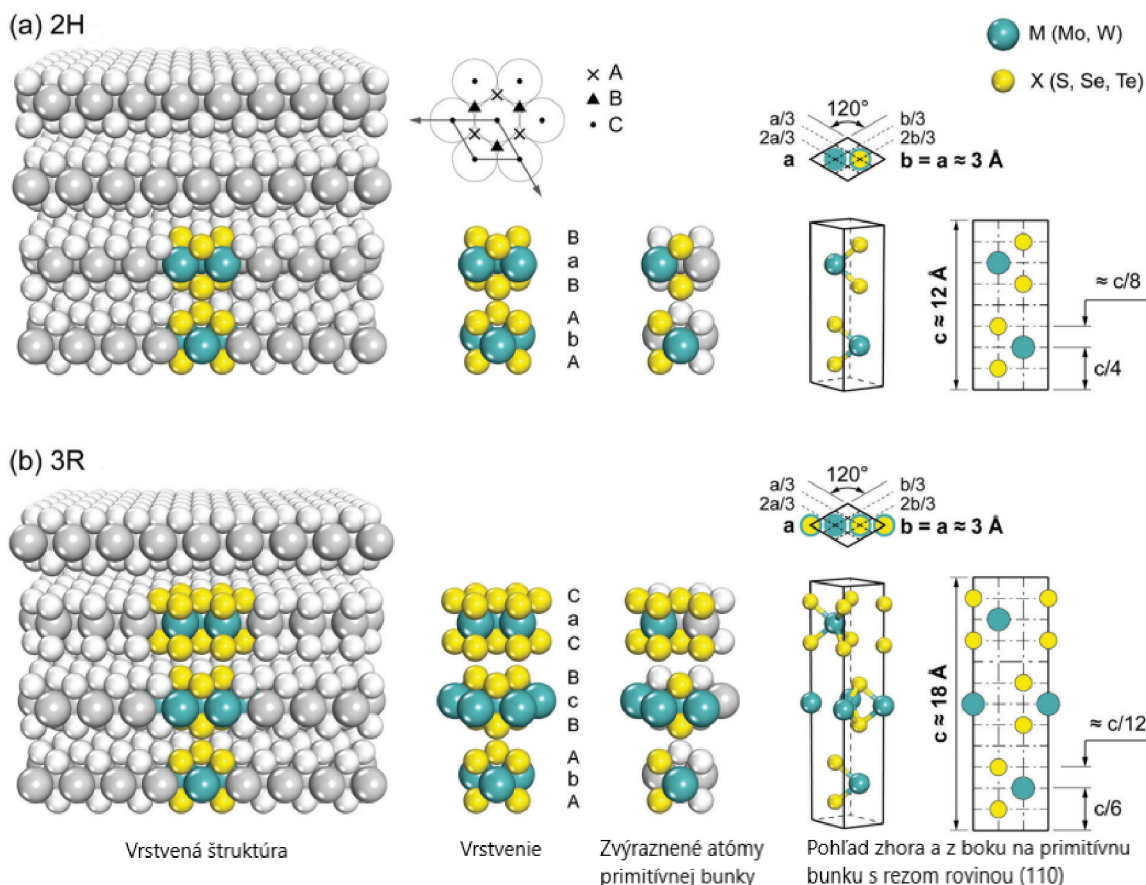 (a) 2H
M (Mo, W)
X (S, Se, Te)
A
B
C
120°
a/3
b/3
2a/3
2b/3
a
b = a ≈ 3 Å
B
a
B
A
b
A
c ≈ 12 Å
≈ c/8
c/4
(b) 3R
120°
a/3
b/3
2a/3
2b/3
a
b = a ≈ 3 Å
C
a
C
B
c
B
A
b
A
c ≈ 18 Å
≈ c/12
c/6
Vrstvená štruktúra
Vrstvenie
Zvýraznené atómy
primitívnej bunky
Pohľad zhora a z boku na primitívnu
bunku s rezom rovinou (110)